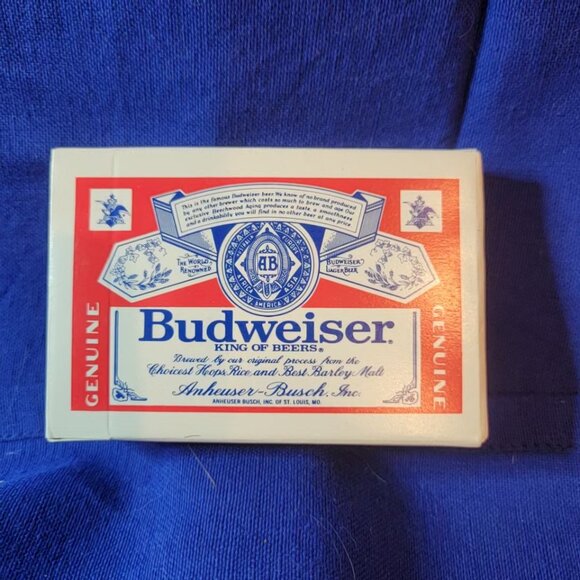 This is the famous Budweiser beer. We know of no brand produced
by any other brewer which costs so much to brew and age. Our
exclusive Beechwood Aging produces a taste, a smoothness
and a drinkability you will find in no other beer at any price.
THE WORLD
RENOWNED
EUROPE
AB
AFRICA
AMERICA
ASIA
BUDWEISER
LAGER BEER
GENUINE
GENUINE
Budweiser®
KING OF BEERS®
Brewed by our original process from the
Choicest Hops, Rice and Best Barley Malt
Anheuser-Busch, Inc.
ANHEUSER BUSCH, INC. OF ST. LOUIS, MO